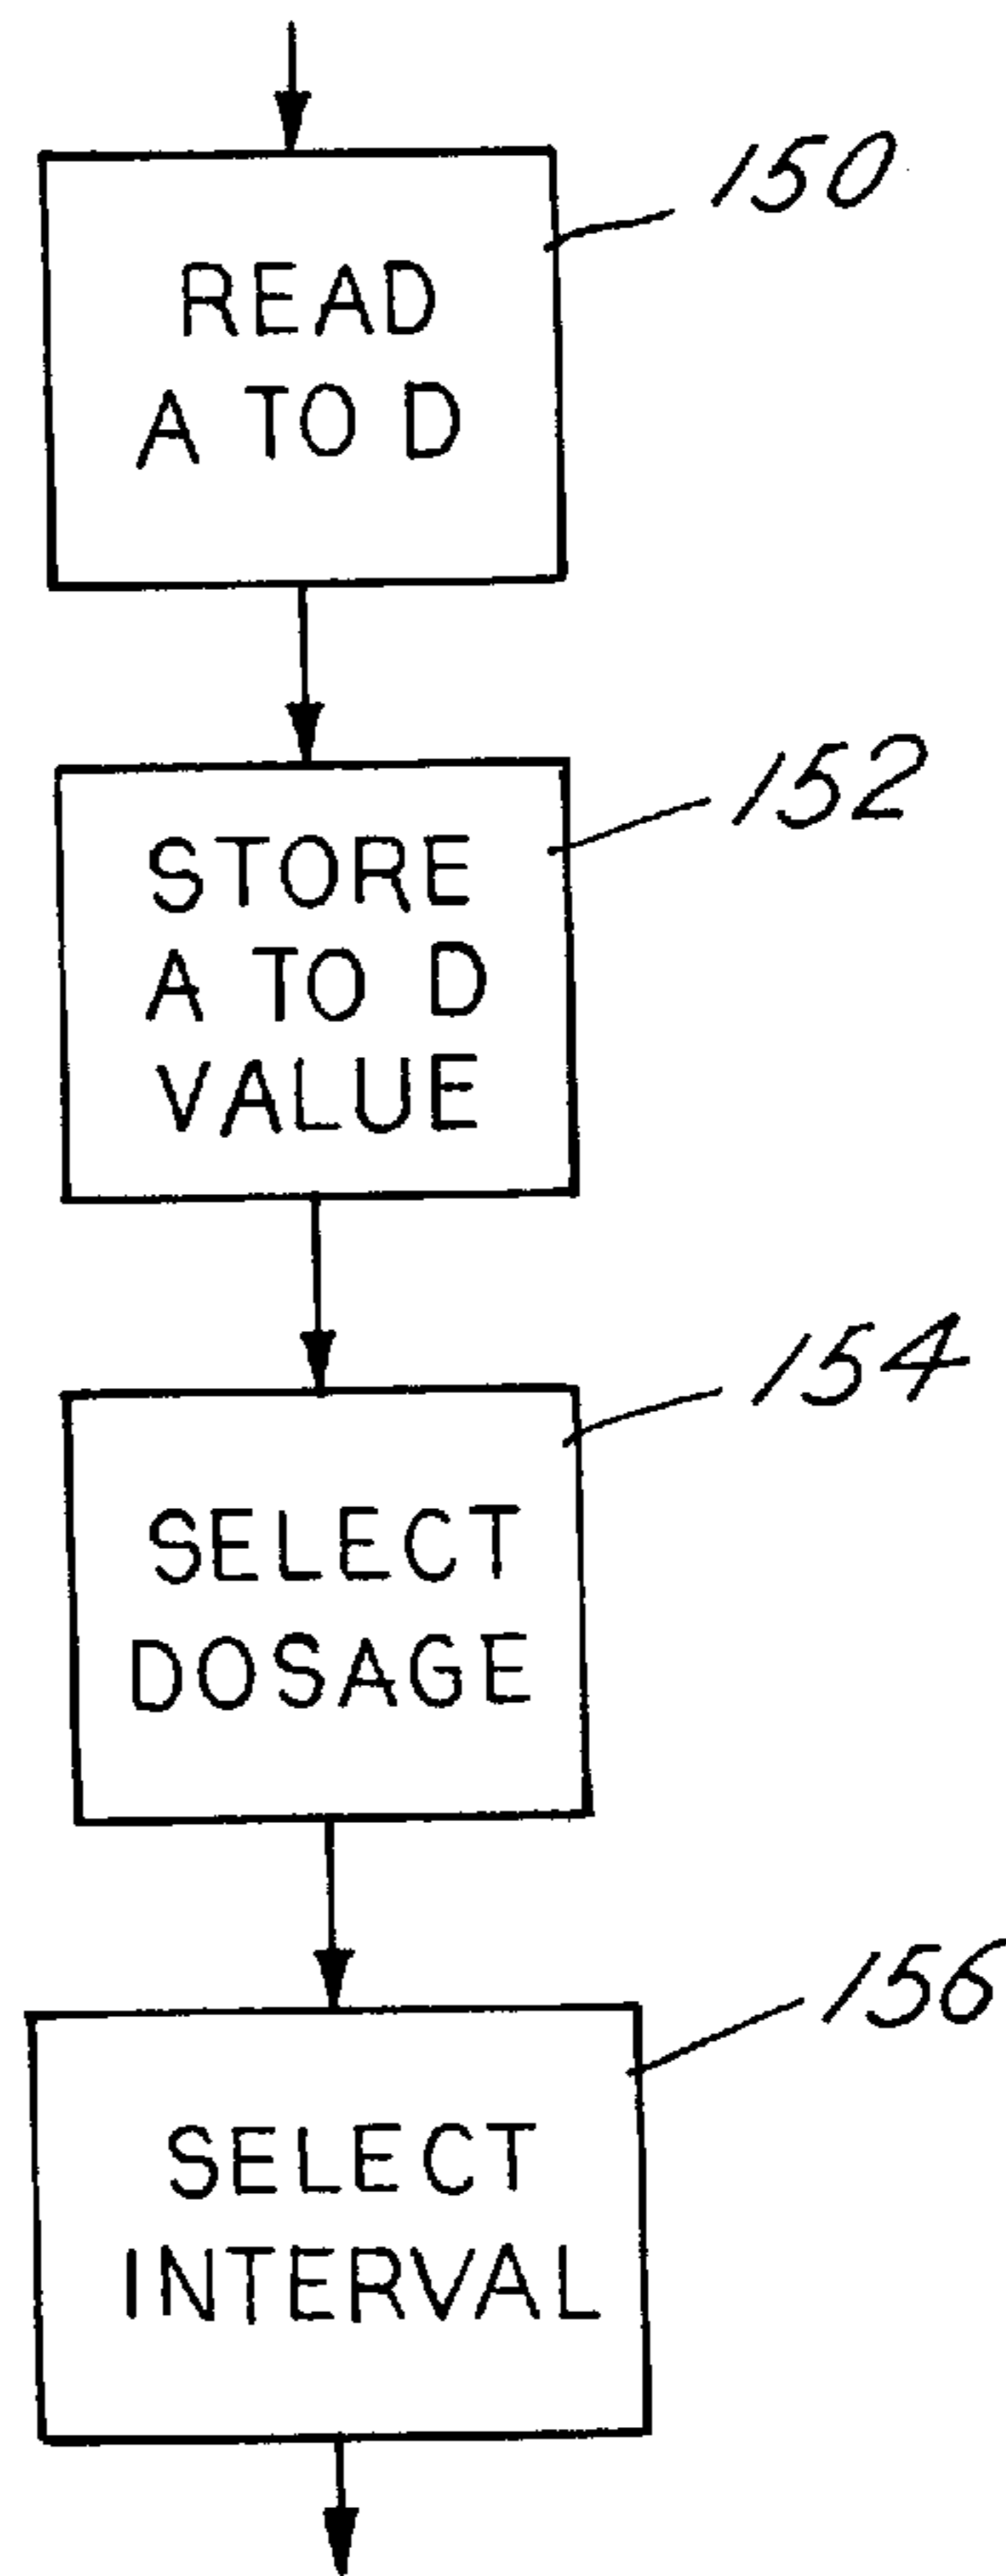 150
READ
A TO D
152
STORE
A TO D
VALUE
154
SELECT
DOSAGE
156
SELECT
INTERVAL